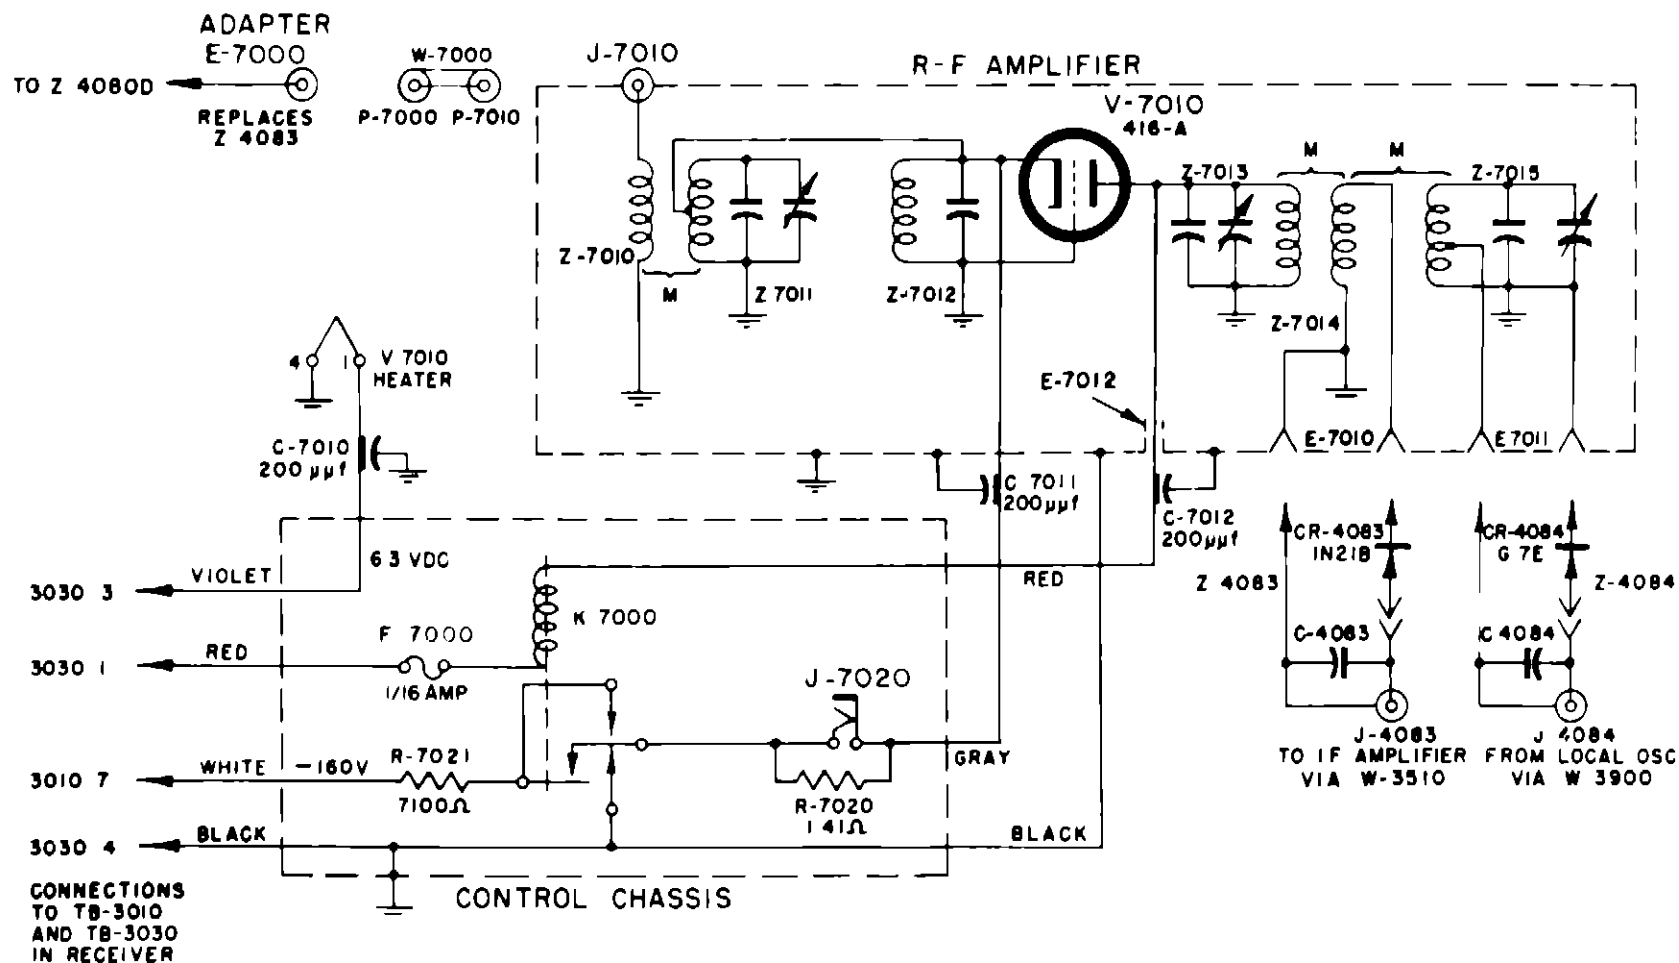 ADAPTER
E-7000
TO Z 4080D
REPLACES
Z 4083
W-7000
P-7000 P-7010
J-7010
R-F AMPLIFIER
V-7010
416-A
Z-7010
M
Z 7011
Z-7012
Z-7013
M
M
Z-7015
Z-7014
E-7012
E-7010
E 7011
4
1
V 7010
HEATER
C-7010
200 μμf
C 7011
200μμf
C-7012
200μμf
CR-4083
IN21B
Z 4083
C-4083
J-4083
TO IF AMPLIFIER
VIA W-3510
CR-4084
G 7E
Z-4084
C 4084
J 4084
FROM LOCAL OSC
VIA W 3900
6 3 VDC
3030 3
VIOLET
K 7000
RED
3030 1
RED
F 7000
1/16 AMP
J-7020
3010 7
WHITE
-160V
R-7021
7100Ω
R-7020
1 41Ω
GRAY
3030 4
BLACK
BLACK
CONTROL CHASSIS
CONNECTIONS
TO TB-3010
AND TB-3030
IN RECEIVER